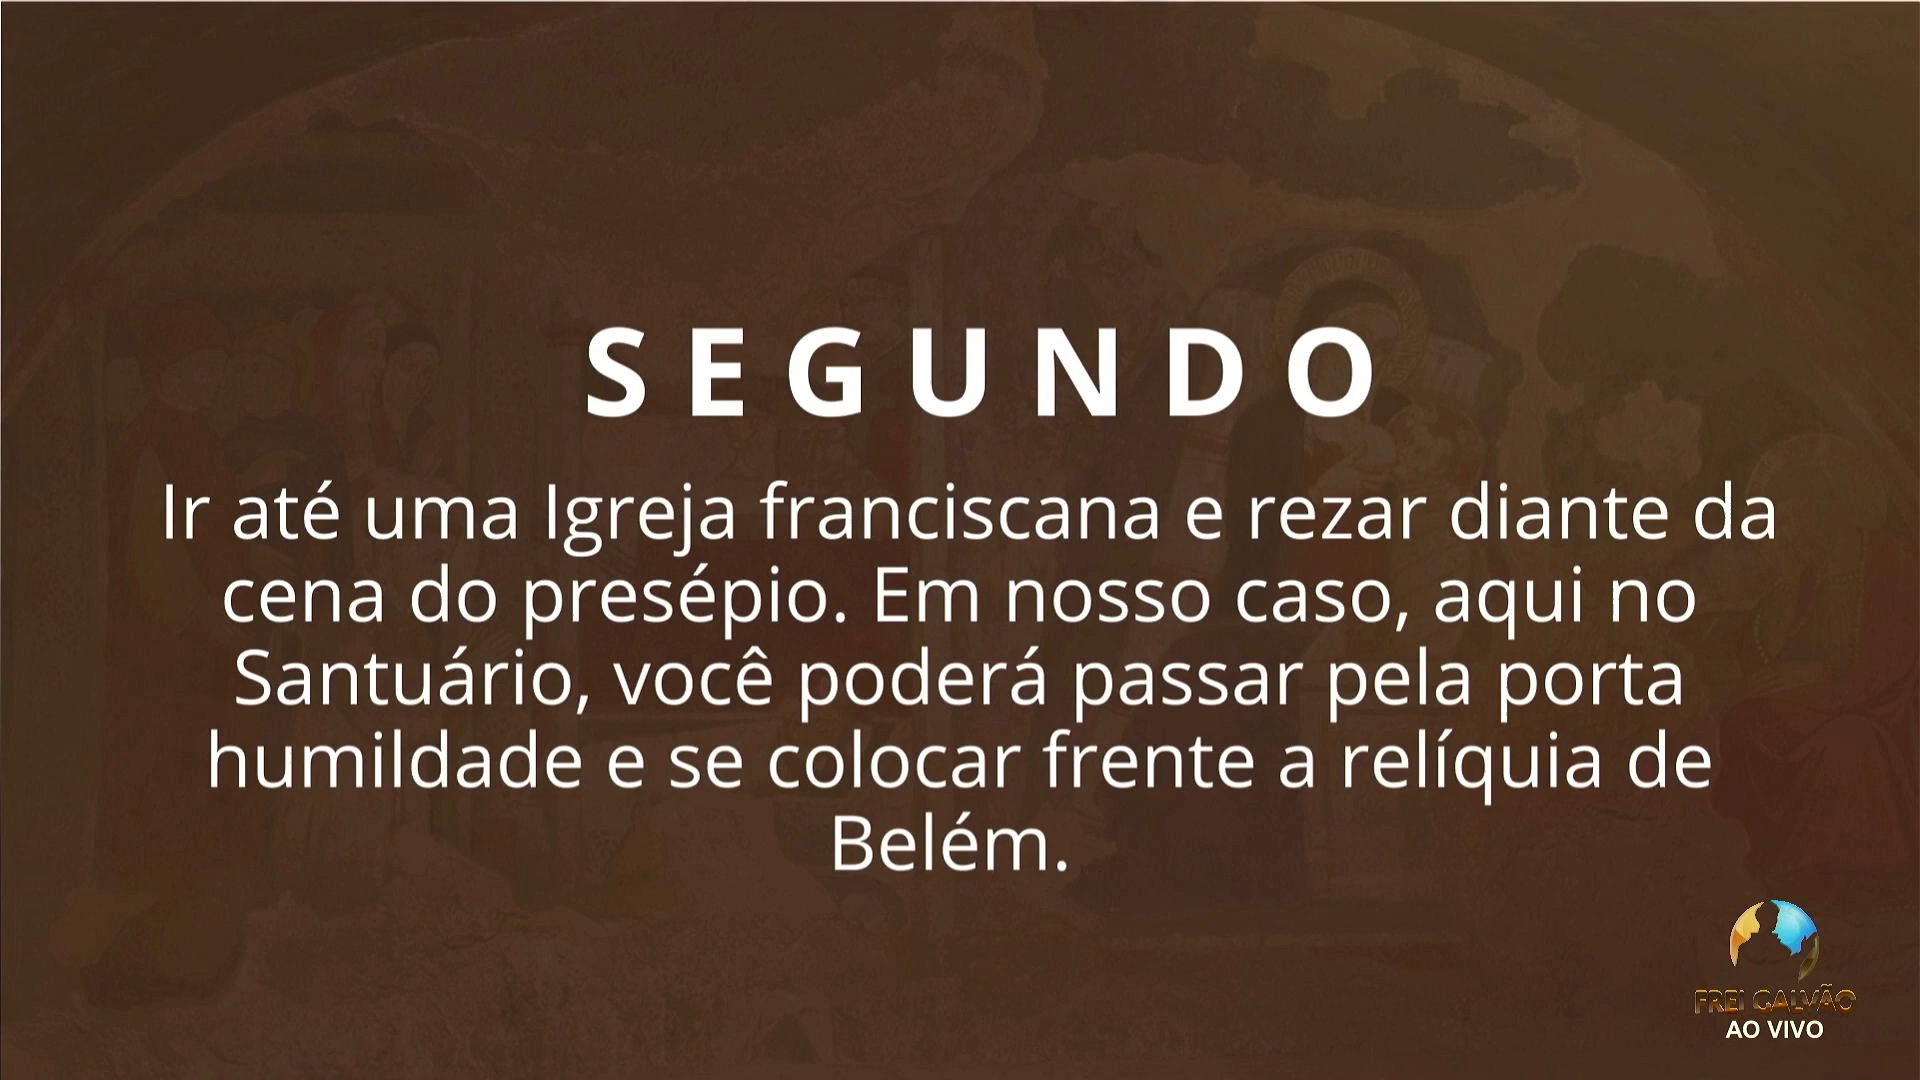 SEGUNDO
Ir até uma Igreja franciscana e rezar diante da
cena do presépio. Em nosso caso, aqui no
Santuário, você poderá passar pela porta
humildade e se colocar frente a relíquia de
Belém.
FREI GALVÃO
AO VIVO